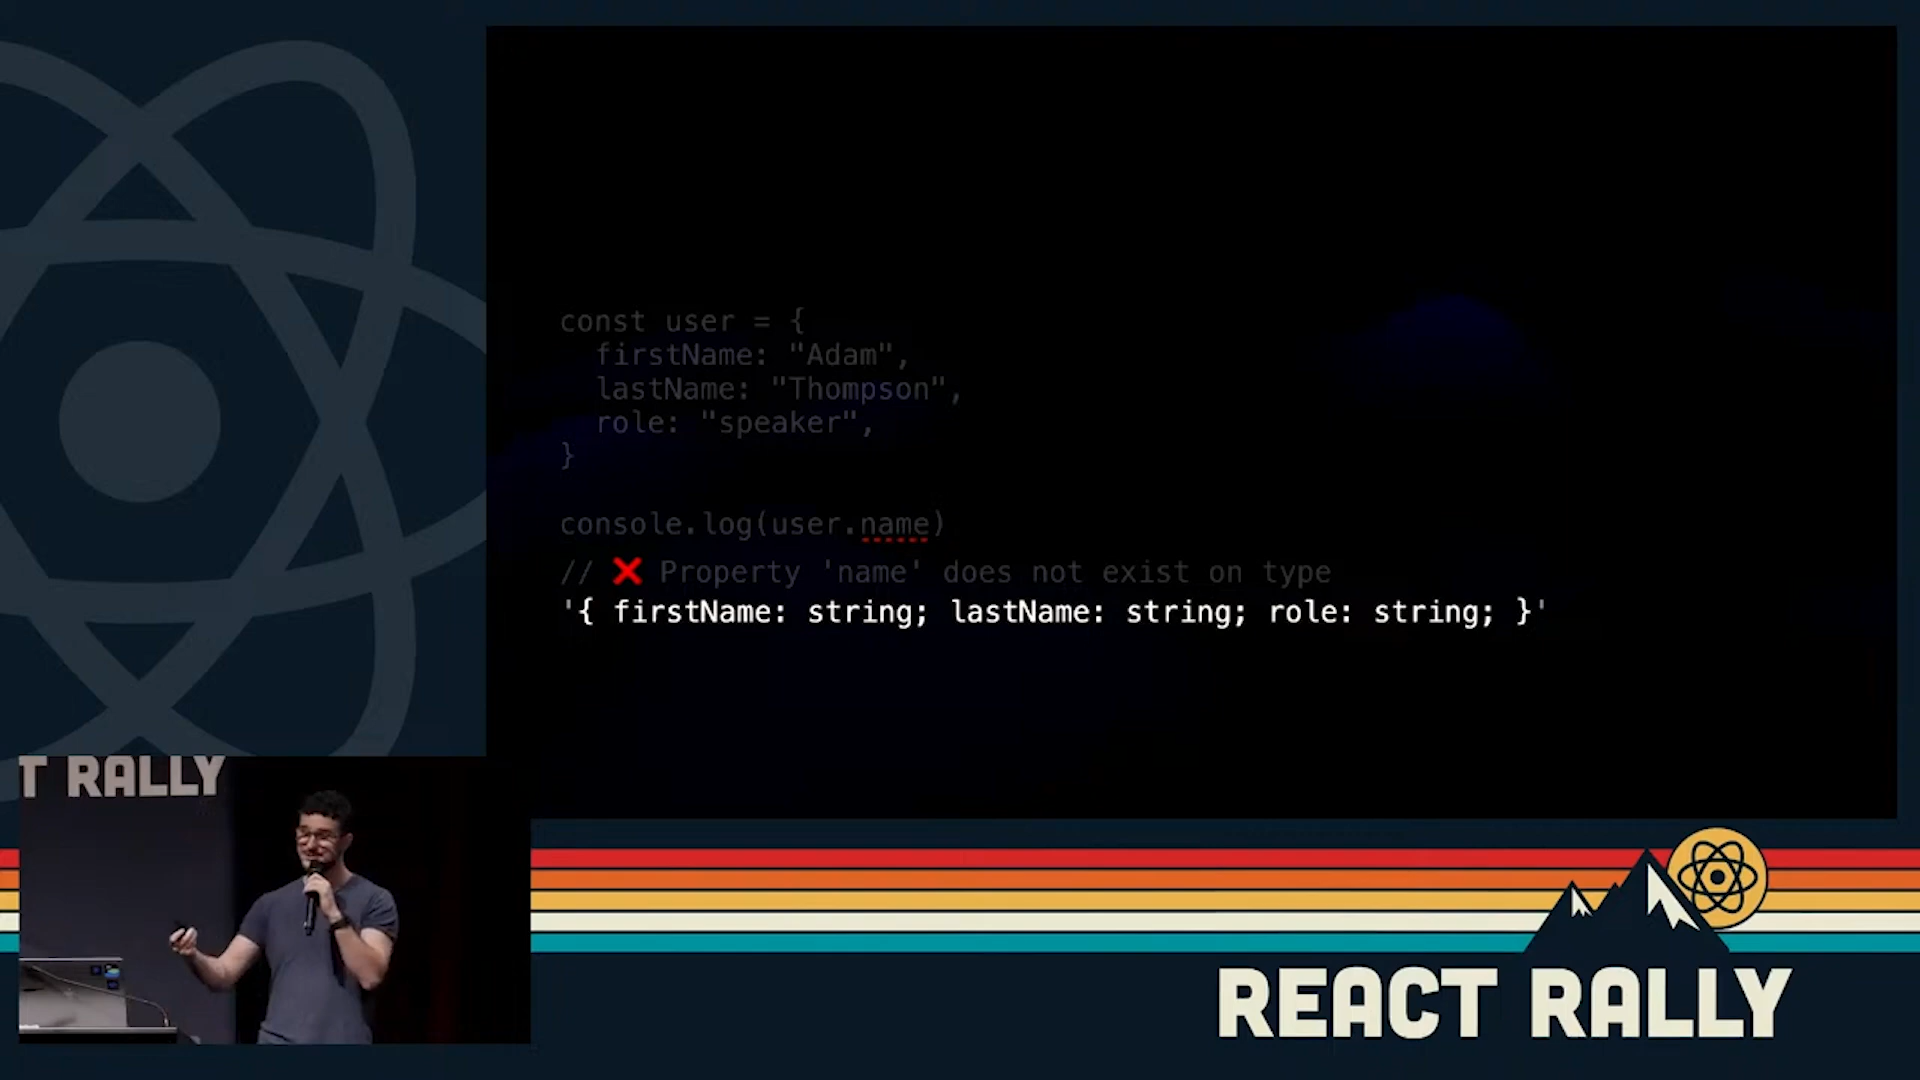 const user = {
firstName: "Adam",
lastName: "Thompson",
role: "speaker",
}
console.log(user.name)
// ❌ Property 'name' does not exist on type
'{ firstName: string; lastName: string; role: string; }'
T RALLY
REACT RALLY